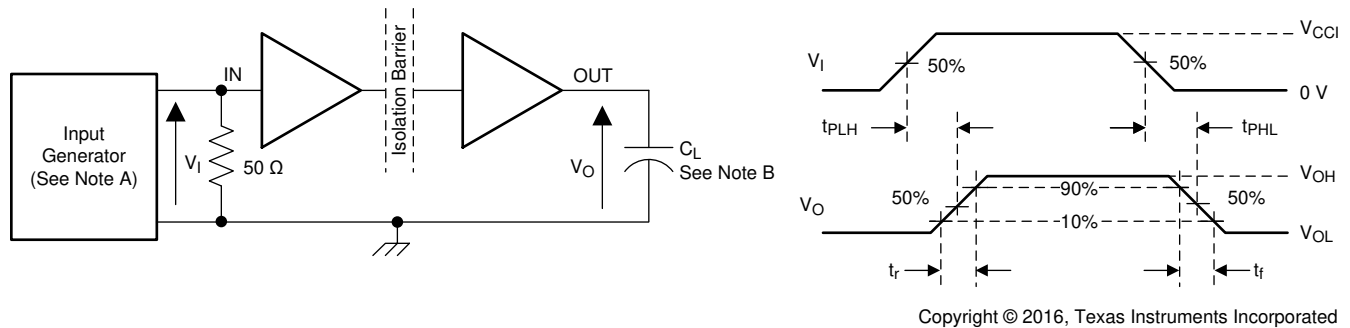 Input
Generator
(See Note A)
V_I
IN
50 Ω
Isolation Barrier
OUT
V_O
C_L
See Note B
V_I
50%
50%
V_CCI
0 V
t_PLH
t_PHL
V_O
50%
90%
10%
50%
V_OH
V_OL
t_r
t_f
Copyright © 2016, Texas Instruments Incorporated